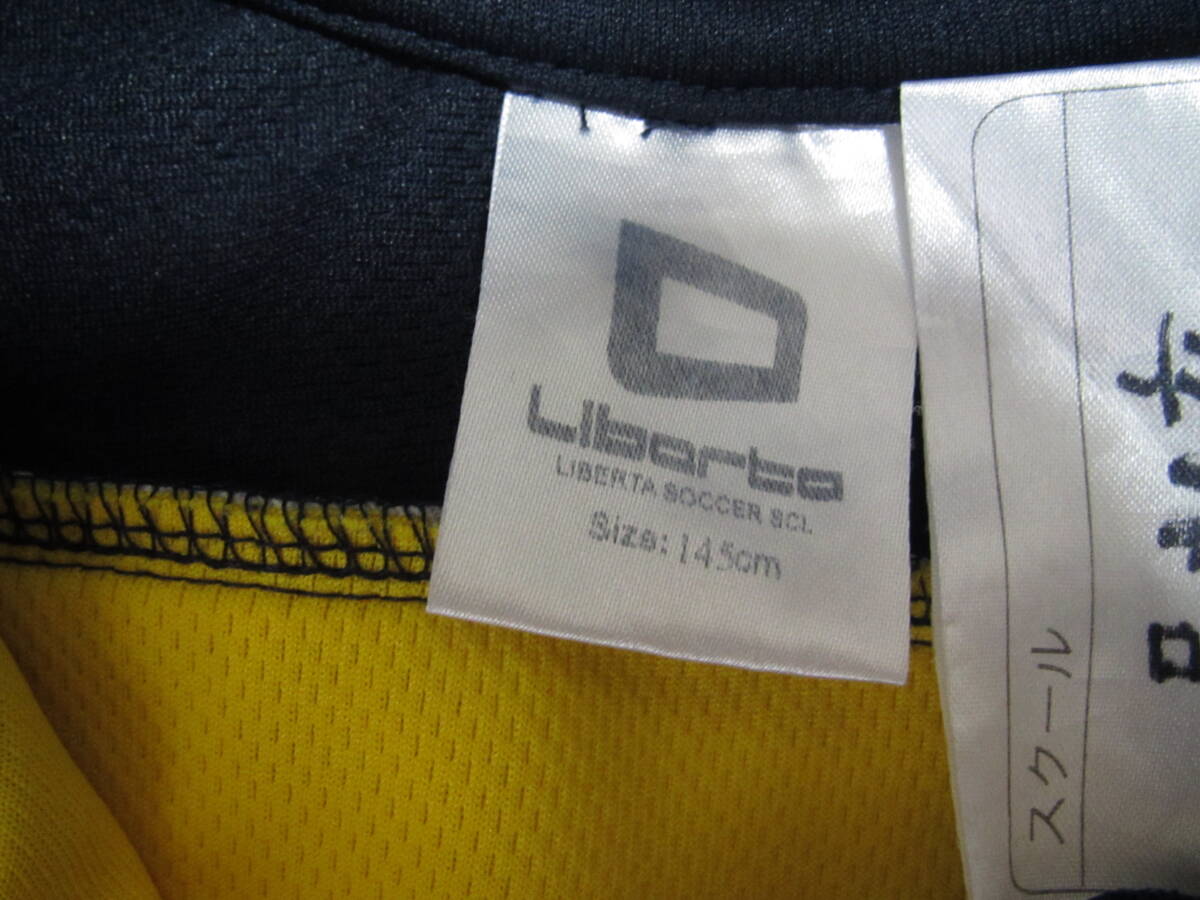 Liberta
LIBERTA SOCCER SCL
Size: 145cm
スクール